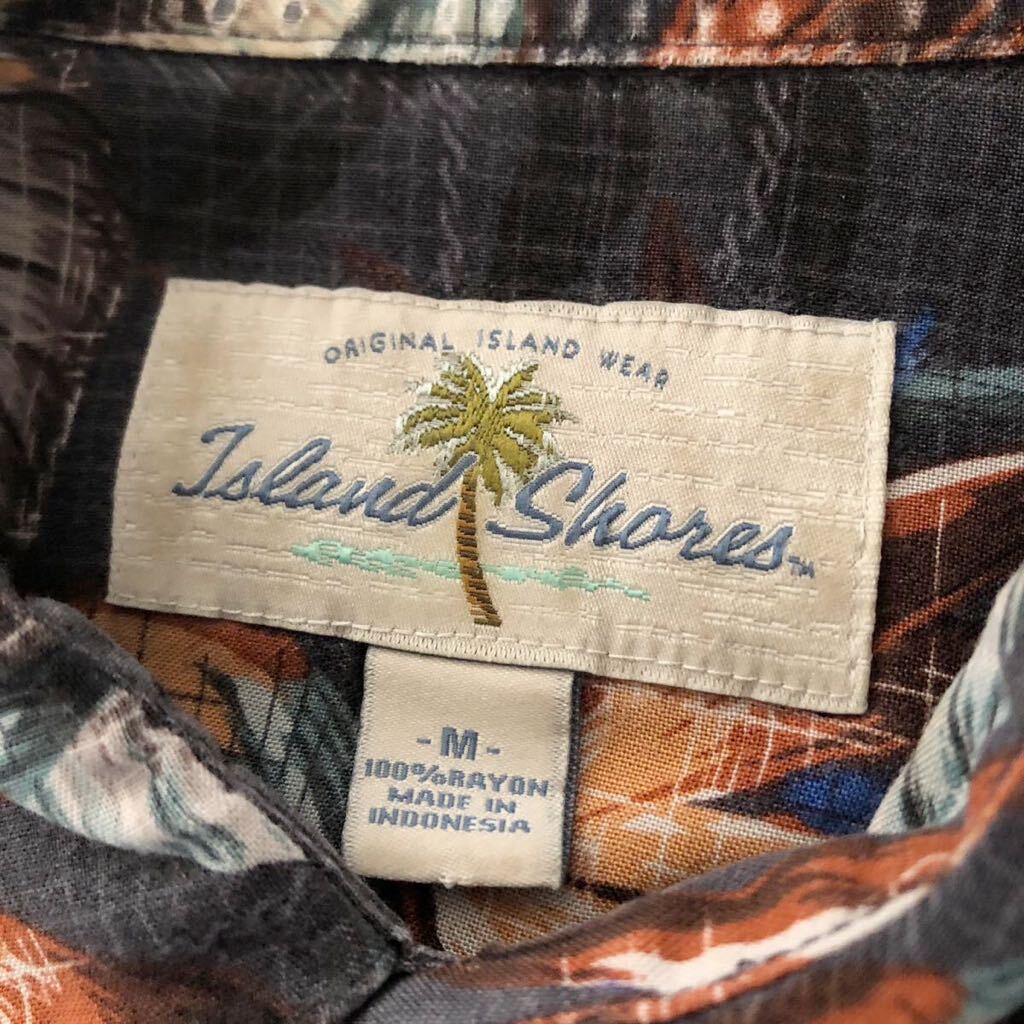 ORIGINAL ISLAND WEAR
Island Shores™
-M-
100%RAYON
MADE IN
INDONESIA